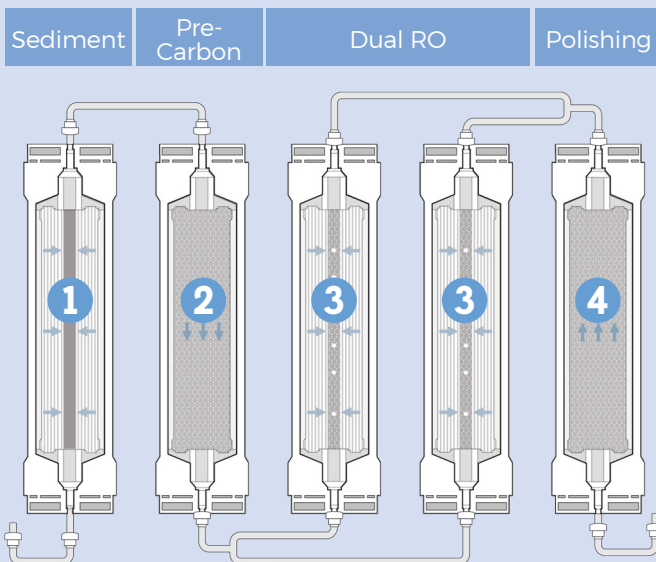 Sediment
Pre-
Carbon
Dual RO
Polishing
1
2
3
3
4